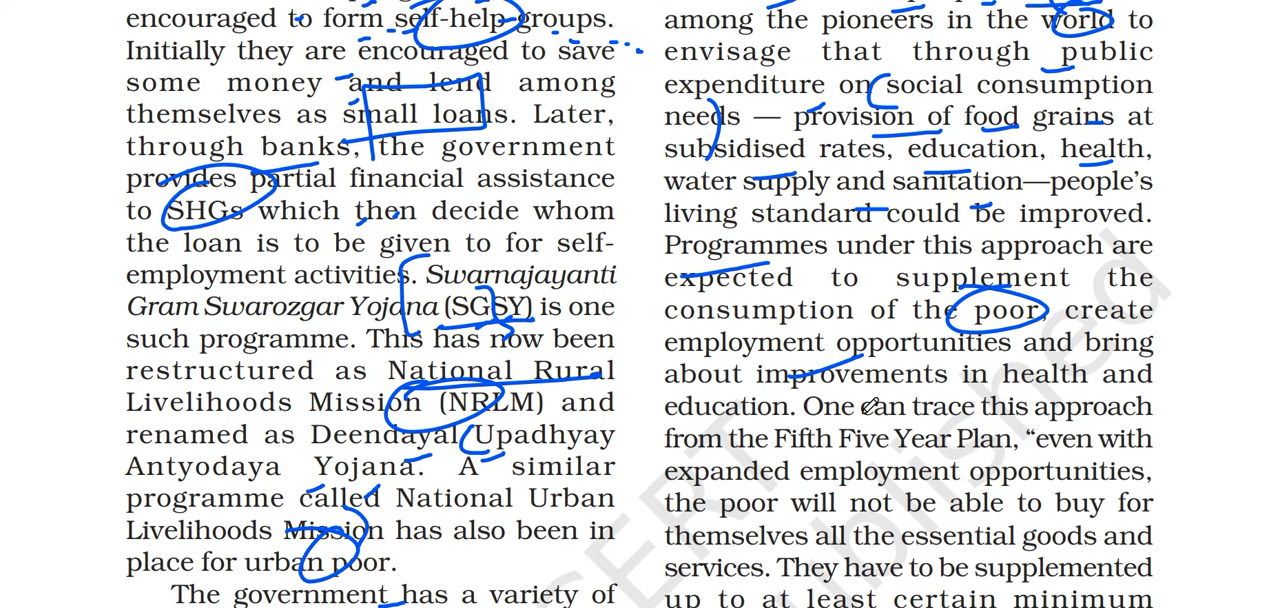 encouraged to form self-help groups.
Initially they are encouraged to save
some money and lend among
themselves as small loans. Later,
through banks, the government
provides partial financial assistance
to SHGs which then decide whom
the loan is to be given to for self-
employment activities. Swarnajayanti
Gram Swarozgar Yojana (SGSY) is one
such programme. This has now been
restructured as National Rural
Livelihoods Mission (NRLM) and
renamed as Deendayal Upadhyay
Antyodaya Yojana. A similar
programme called National Urban
Livelihoods Mission has also been in
place for urban poor.
The government has a variety of
among the pioneers in the world to
envisage that through public
expenditure on social consumption
needs — provision of food grains at
subsidised rates, education, health,
water supply and sanitation—people's
living standard could be improved.
Programmes under this approach are
expected to supplement the
consumption of the poor, create
employment opportunities and bring
about improvements in health and
education. One can trace this approach
from the Fifth Five Year Plan, “even with
expanded employment opportunities,
the poor will not be able to buy for
themselves all the essential goods and
services. They have to be supplemented
up to at least certain minimum